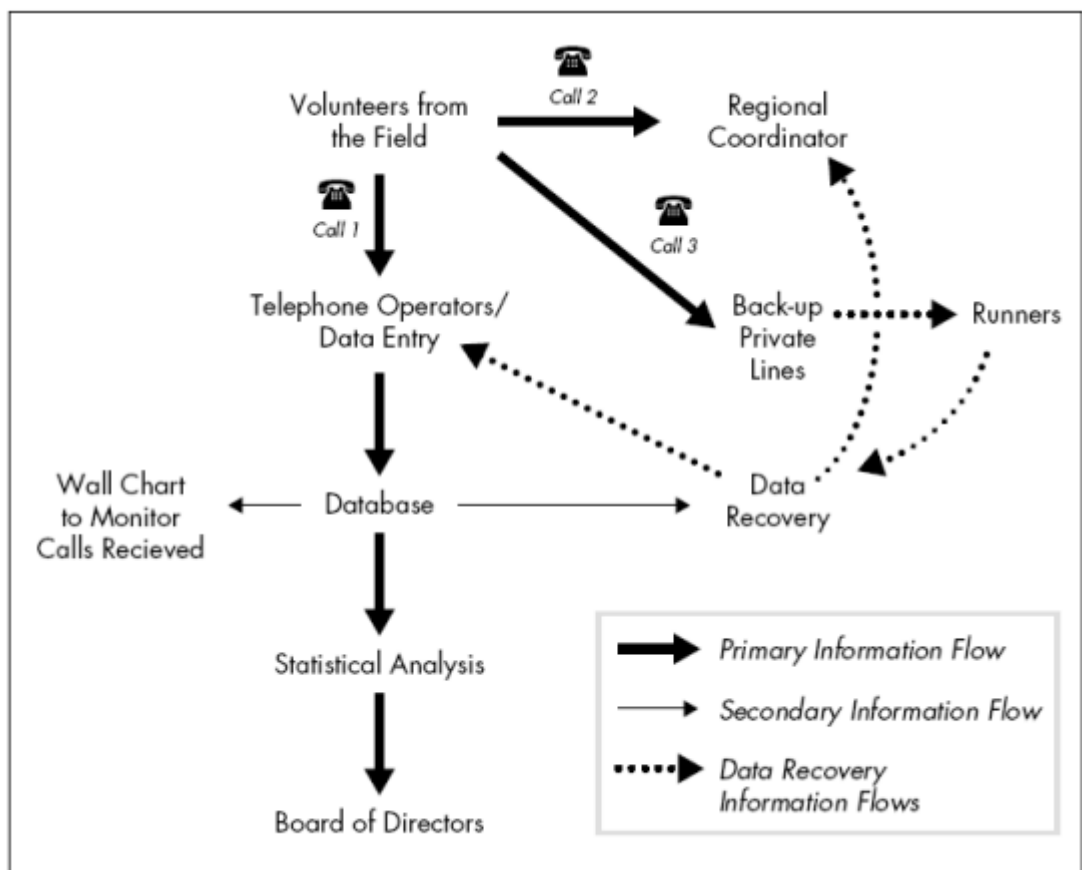 Call 2
Volunteers from
the Field
Regional
Coordinator
Call 1
Call 3
Telephone Operators/
Data Entry
Back-up
Private
Lines
Runners
Wall Chart
to Monitor
Calls Recieved
Database
Data
Recovery
Statistical Analysis
Board of Directors
Primary Information Flow
Secondary Information Flow
Data Recovery
Information Flows